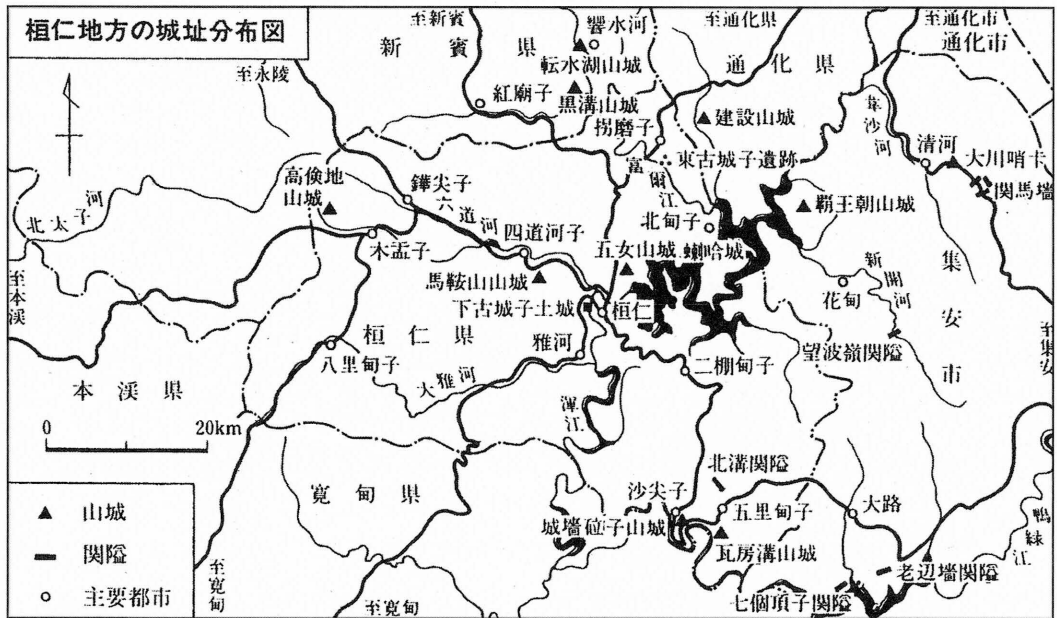 桓仁地方の城址分布図
至新賓
響水河
至通化県
至通化市
通化市
新賓県
転水湖山城
通化県
至永陵
紅廟子
黒溝山城
建設山城
拐磨子
葦沙河
清河
大川哨卡
富爾江
東古城子遺跡
関馬墻
高倹地山城
鏵尖子
六道河
北甸子
覇王朝山城
北太子河
木盂子
四道河子
五女山城
喇哈城
新開河
集安市
至本渓
馬鞍山山城
花甸
下古城子土城
桓仁
桓仁県
雅河
望波嶺関隘
至集安
八里甸子
大雅河
二棚甸子
本渓県
渾江
0 20km
北溝関隘
寛甸県
沙尖子
五里甸子
大路
鴨緑江
城墻砬子山城
瓦房溝山城
老辺墻関隘
七個頂子関隘
至寛甸
至寛甸
山城
関隘
主要都市